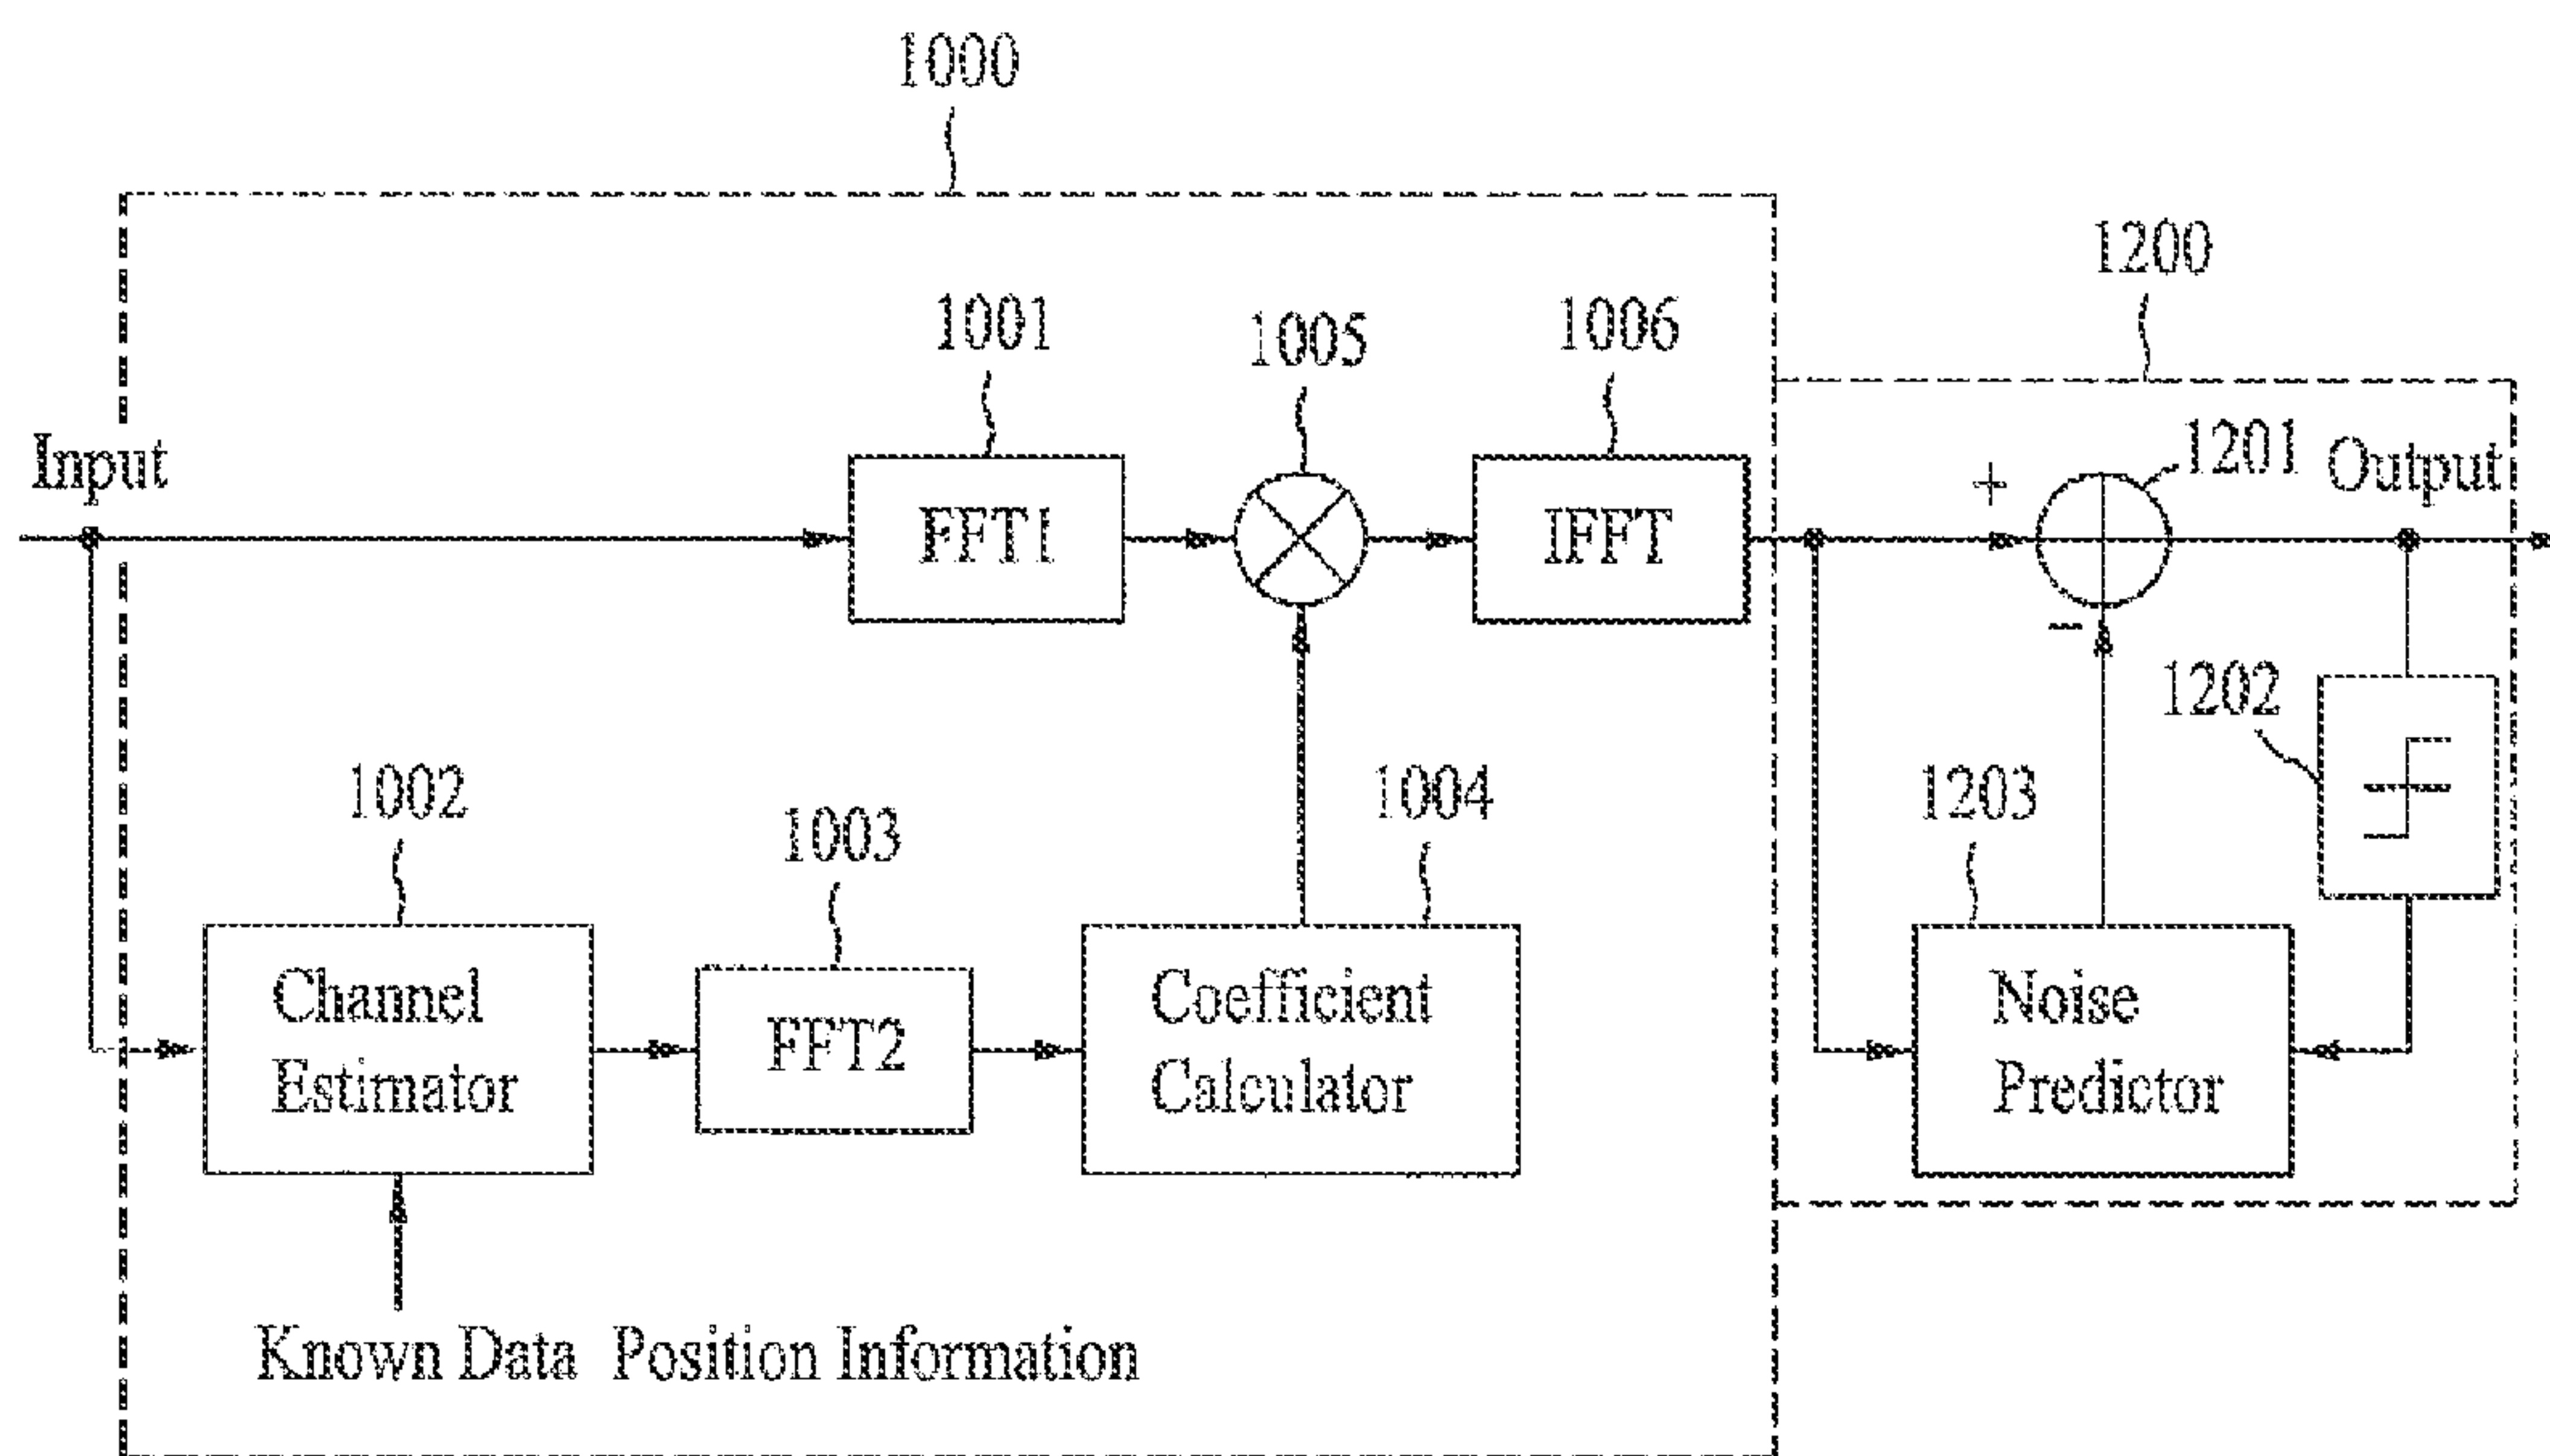 1000
1200
1001
1005
1006
1201
Input
Output
FFT1
IFFT
+
-
1202
1002
1003
1004
1203
Channel
Estimator
FFT2
Coefficient
Calculator
Noise
Predictor
Known Data Position Information